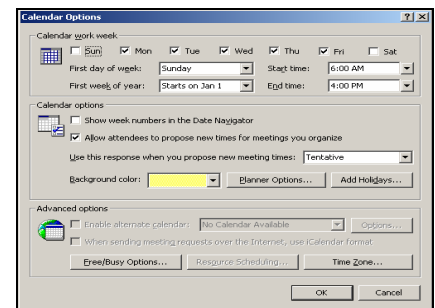 Calendar Options
Calendar work week
Sun Mon Tue Wed Thu Fri Sat
First day of week: Sunday Start time: 6:00 AM
First week of year: Starts on Jan 1 End time: 4:00 PM
Calendar options
Show week numbers in the Date Navigator
Allow attendees to propose new times for meetings you organize
Use this response when you propose new meeting times: Tentative
Background color: Planner Options... Add Holidays...
Advanced options
Enable alternate calendar: No Calendar Available Options...
When sending meeting requests over the Internet, use iCalendar format
Free/Busy Options... Resource Scheduling... Time Zone...
OK Cancel